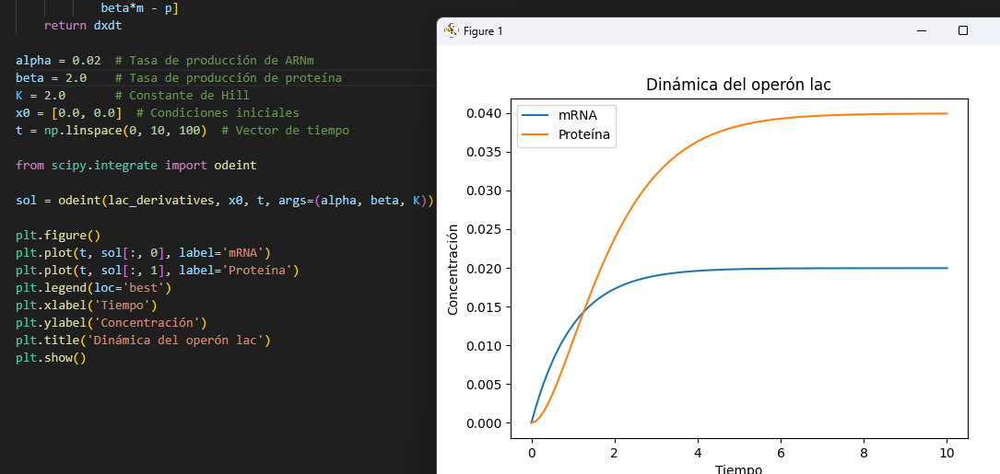 beta*m - p]
return dxdt
alpha = 0.02  # Tasa de producción de ARNm
beta = 2.0    # Tasa de producción de proteína
K = 2.0       # Constante de Hill
x0 = [0.0, 0.0]  # Condiciones iniciales
t = np.linspace(0, 10, 100)  # Vector de tiempo
from scipy.integrate import odeint
sol = odeint(lac_derivatives, x0, t, args=(alpha, beta, K))
plt.figure()
plt.plot(t, sol[:, 0], label='mRNA')
plt.plot(t, sol[:, 1], label='Proteína')
plt.legend(loc='best')
plt.xlabel('Tiempo')
plt.ylabel('Concentración')
plt.title('Dinámica del operón lac')
plt.show()
Figure 1
Dinámica del operón lac
mRNA
Proteína
0.040
0.035
0.030
0.025
0.020
0.015
0.010
0.005
0.000
Concentración
0 2 4 6 8 10
Tiempo